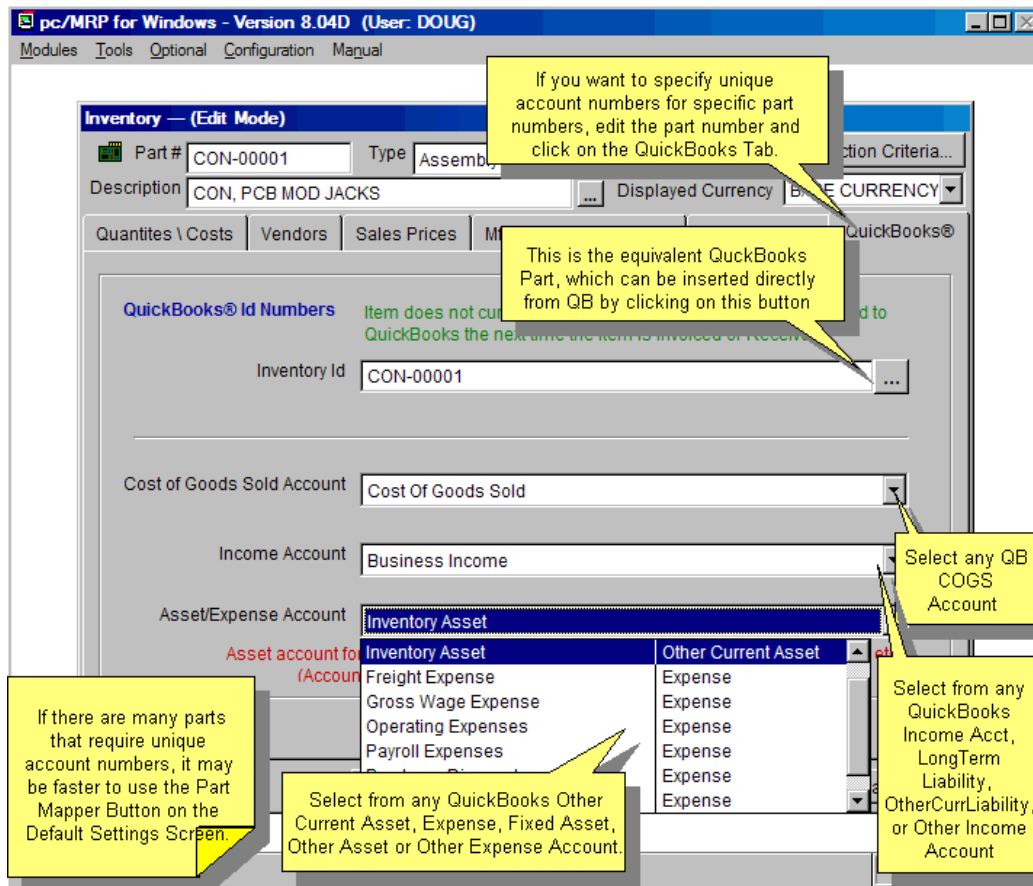 pc/MRP for Windows - Version 8.04D (User: DOUG)
Modules Tools Optional Configuration Manual
If you want to specify unique
account numbers for specific part
numbers, edit the part number and
click on the QuickBooks Tab.
Inventory — (Edit Mode)
Part # CON-00001 Type
Criteria...
Description CON, PCB MOD JACKS ... Displayed Currency CURRENCY
Quantites \ Costs Vendors Sales Prices QuickBooks®
This is the equivalent QuckBooks
Part, which can be inserted directly
from QB by clicking on this button
QuickBooks® Id Numbers
Item does not to
QuickBooks the next time the item is invoiced or
Inventory Id CON-00001 ...
Cost of Goods Sold Account Cost Of Goods Sold
Income Account Business Income
Select any QB
COGS
Account
Asset/Expense Account Inventory Asset
Asset account
Inventory Asset Other Current Asset
Freight Expense Expense
Gross Wage Expense Expense
Operating Expenses Expense
Payroll Expenses Expense
Expense
Expense
If there are many parts
that require unique
account numbers, it may
be faster to use the Part
Mapper Button on the
Default Settings Screen.
Select from any QuickBooks Other
Current Asset, Expense, Fixed Asset,
Other Asset or Other Expense Account.
Select from any
QuickBooks
Income Acct,
LongTerm
Liability,
OtherCurrLiability,
or Other Income
Account